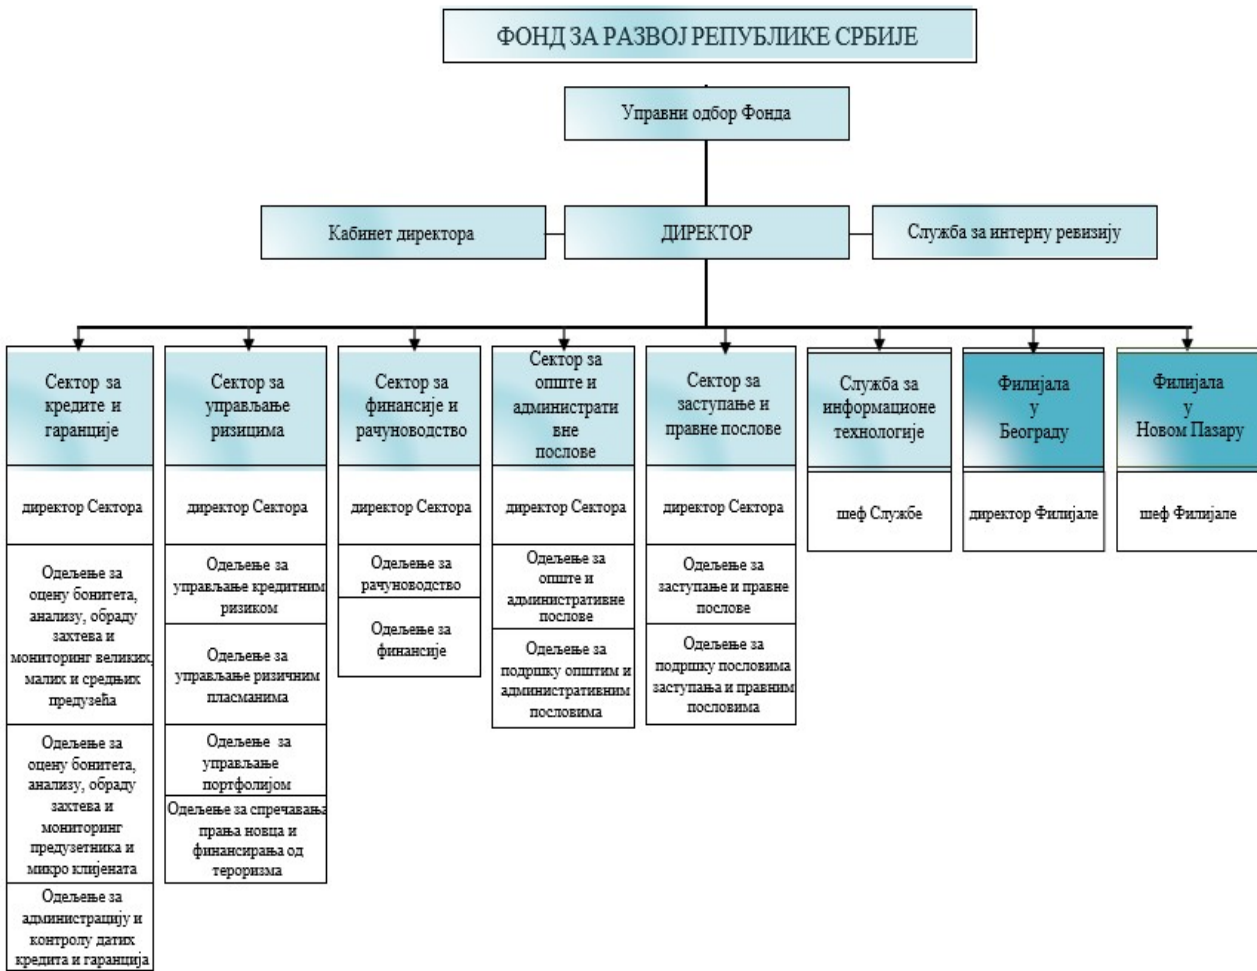 ФОНД ЗА РАЗВОЈ РЕПУБЛИКЕ СРБИЈЕ
Управни одбор Фонда
Кабинет директора
ДИРЕКТОР
Служба за интерну ревизију
Сектор за
кредите и
гаранције
директор Сектора
Одељење за
оцену бонитета,
анализу, обраду
захтева и
мониторинг великих,
малих и средњих
предузећа
Одељење за
оцену бонитета,
анализу, обраду
захтева и
мониторинг
предузетника и
микро клијената
Одељење за
администрацију и
контролу датих
кредита и гаранција
Сектор за
управљање
ризицима
директор Сектора
Одељење за
управљање кредитним
ризиком
Одељење за
управљање ризичним
пласманима
Одељење за
управљање
портфолијом
Одељење за спречавања
прања новца и
финансирања од
тероризма
Сектор за
финансије и
рачуноводство
директор Сектора
Одељење за
рачуноводство
Одељење за
финансије
Сектор за
опште и
администрати
вне
послове
директор Сектора
Одељење за
опште и
административне
послове
Одељење за
подршку општим и
административним
пословима
Сектор за
заступање и
правне послове
директор Сектора
Одељење за
заступање и правне
послове
Одељење за
подршку пословима
заступања и правним
пословима
Служба за
информационе
технологије
шеф Службе
Филијала
у
Београду
директор Филијале
Филијала
у
Новом Пазару
шеф Филијале